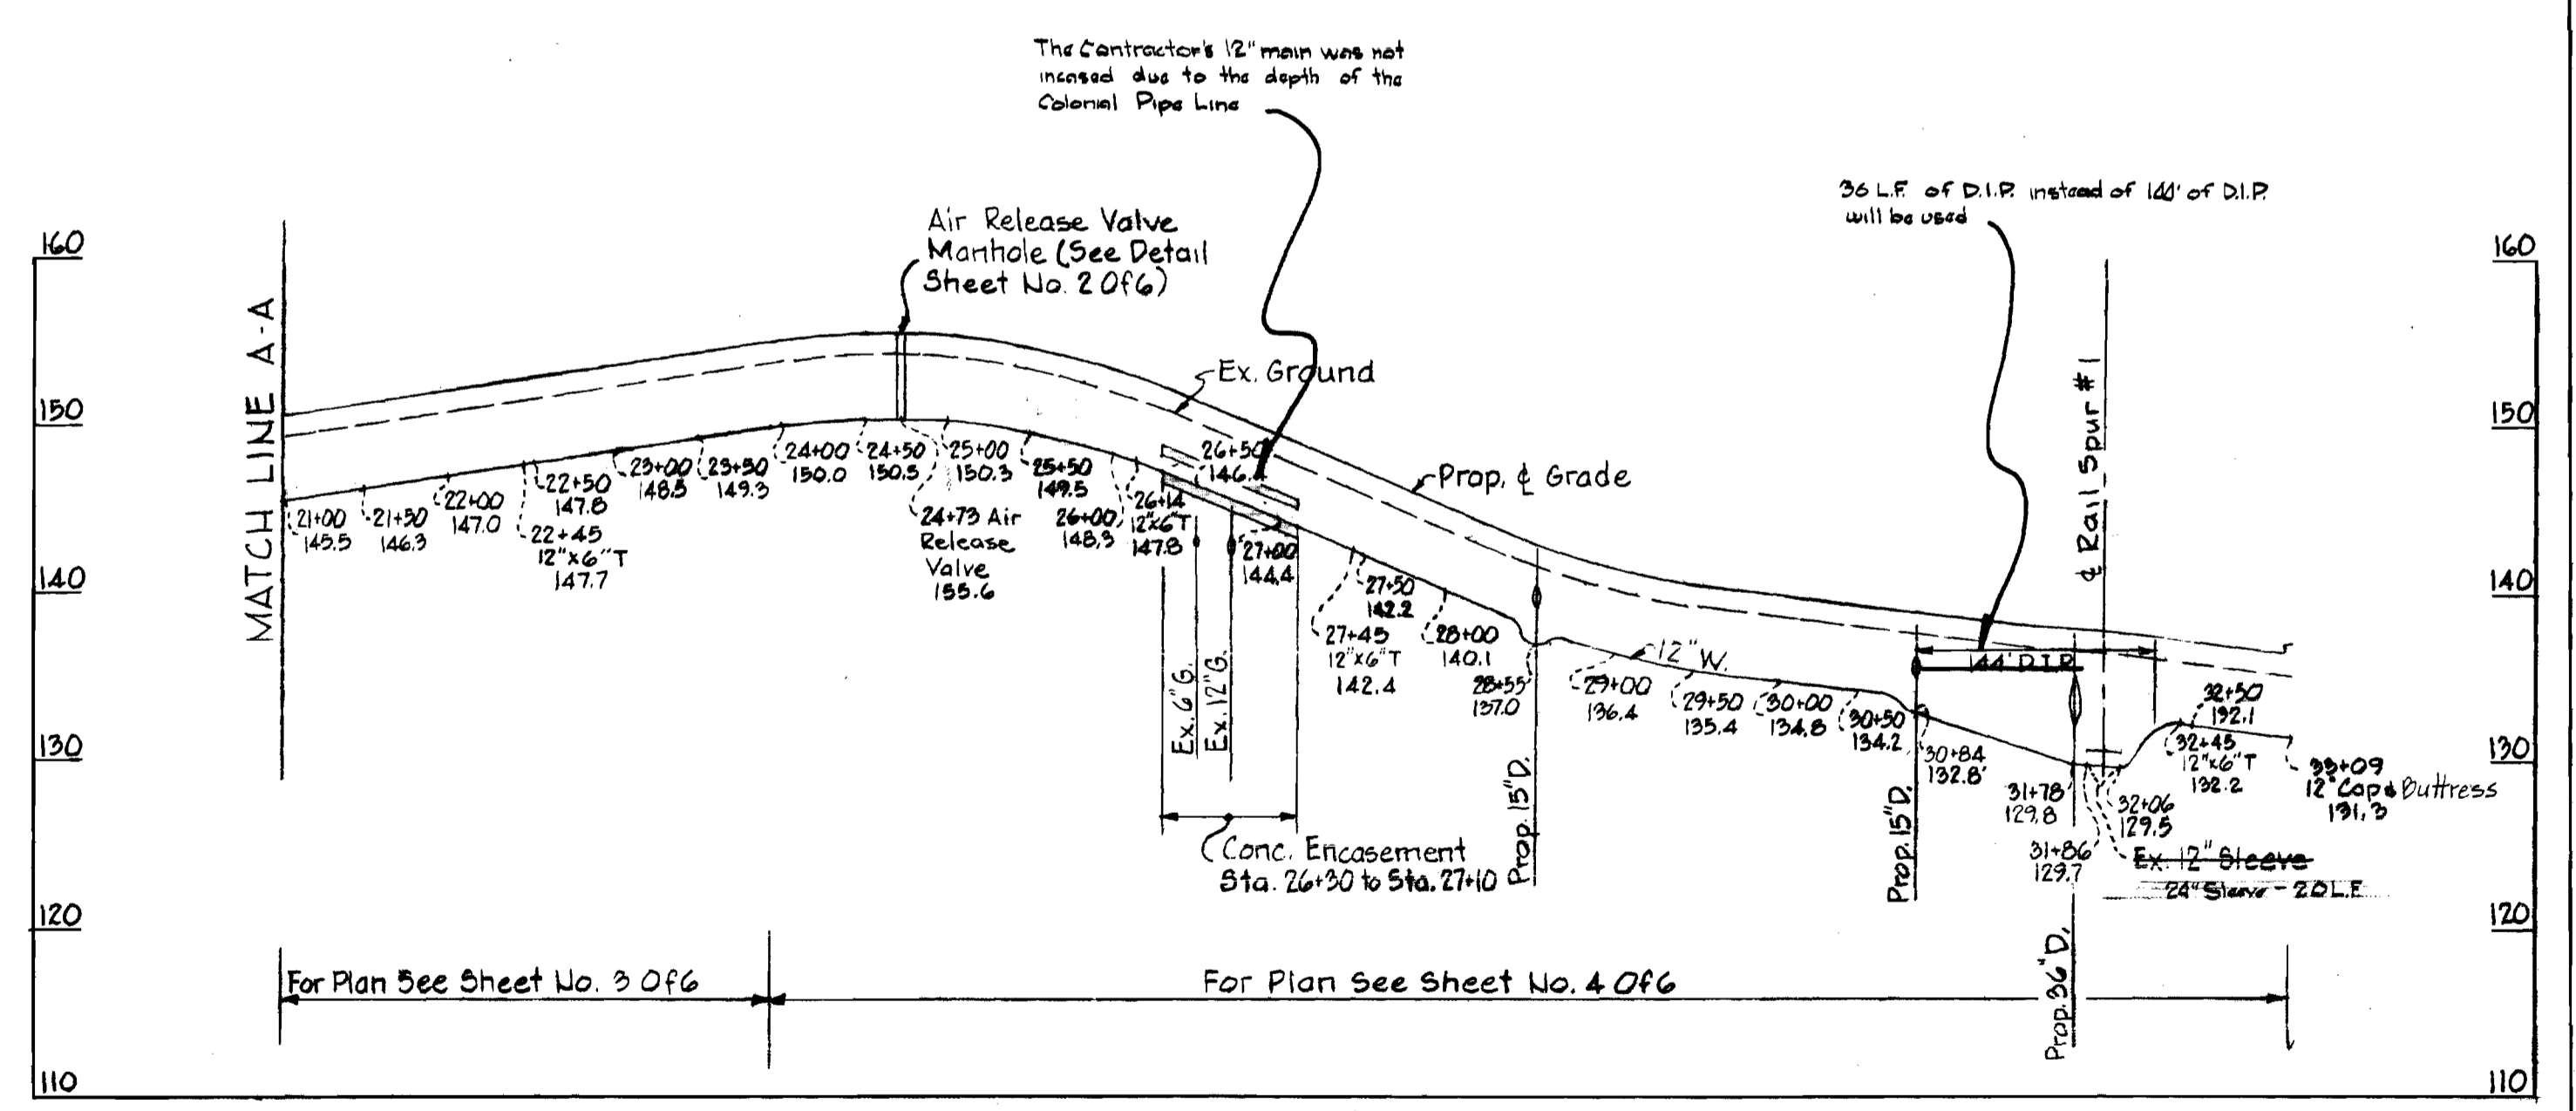 The Contractor's 12" main was not
incased due to the depth of the
Colonial Pipe Line
36 L.F. of D.I.P. instead of 144' of D.I.P.
will be used
Air Release Valve
Manhole (See Detail
Sheet No. 2 Of 6)
160
160
MATCH LINE A-A
Ex. Ground
Prop. ℄ Grade
℄ Rail Spur #1
150
150
21+00
145.5
21+50
146.3
22+00
147.0
22+50
147.8
22+45
12"x6"T
147.7
23+00
148.5
23+50
149.3
24+00
150.0
24+50
150.5
24+73 Air
Release
Valve
155.6
25+00
150.3
25+50
149.5
26+00
148.3
26+14
12"x6"T
147.8
26+50
146.4
27+00
144.4
27+50
142.2
27+45
12"x6"T
142.4
28+00
140.1
28+55
137.0
12" W.
29+00
136.4
29+50
135.4
30+00
134.8
30+50
134.2
144' D.I.P.
30+84
132.8'
31+78
129.8
31+86
129.7
32+06
129.5
32+50
132.1
32+45
12"x6"T
132.2
33+09
12" Cap & Buttress
131.3
140
140
130
130
Ex. 6" G.
Ex. 12" G.
Conc. Encasement
Sta. 26+30 to Sta. 27+10
Prop. 15" D.
Prop. 15" D.
Prop. 36" D.
Ex. 12" Sleeve
24" Sleeve - 20 L.F.
120
120
For Plan See Sheet No. 3 Of 6
For Plan See Sheet No. 4 Of 6
110
110